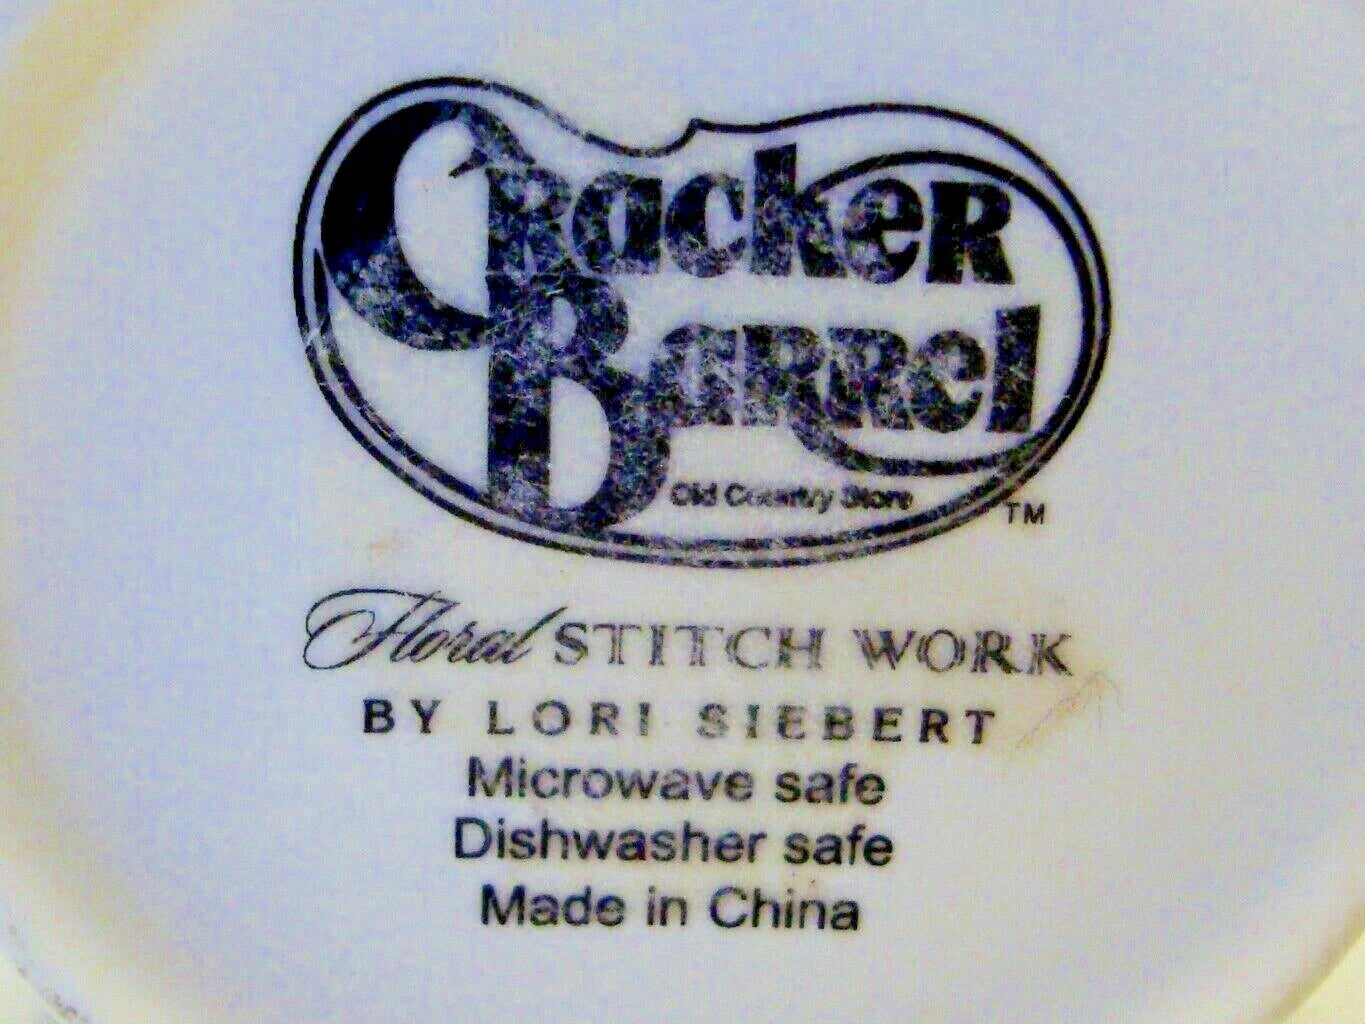 Cracker
Barrel
Old Country Store
TM
Floral STITCH WORK
BY LORI SIEBERT
Microwave safe
Dishwasher safe
Made in China